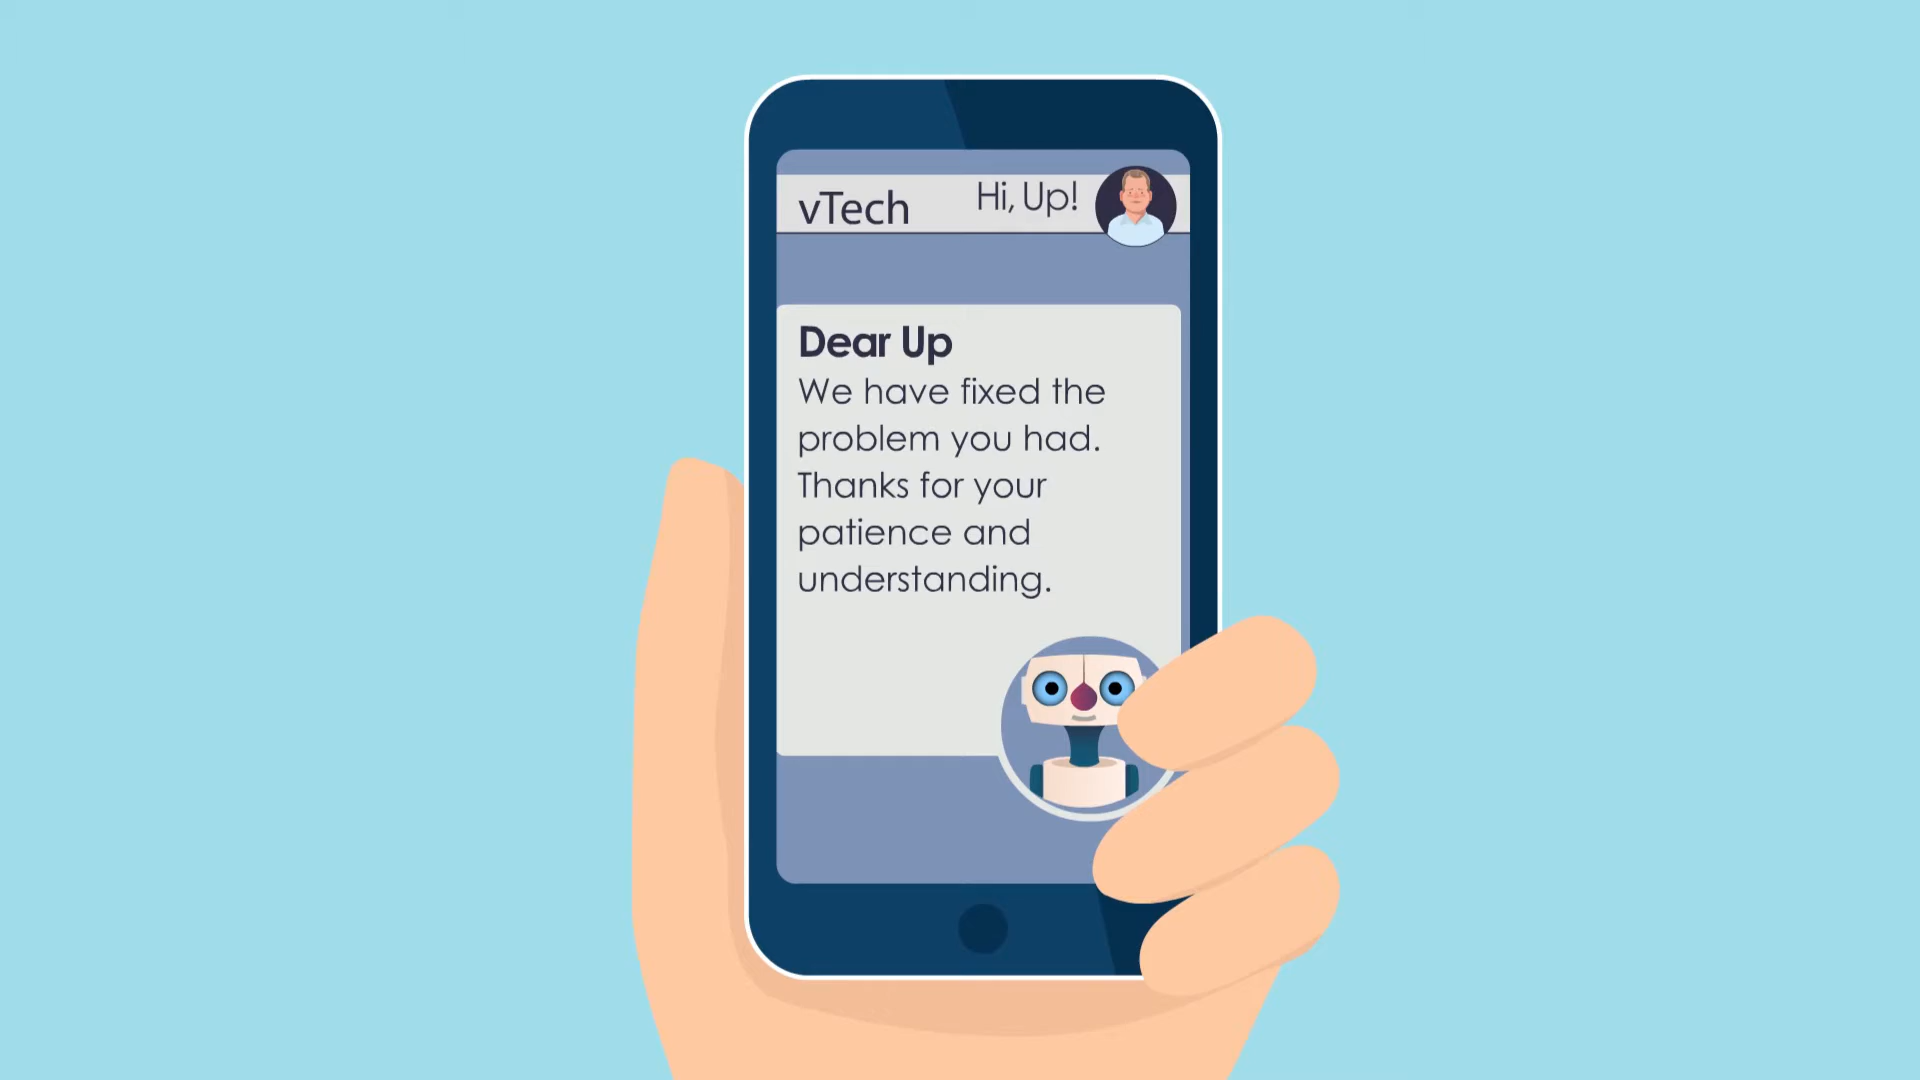 vTech
Hi, Up!
Dear Up
We have fixed the
problem you had.
Thanks for your
patience and
understanding.